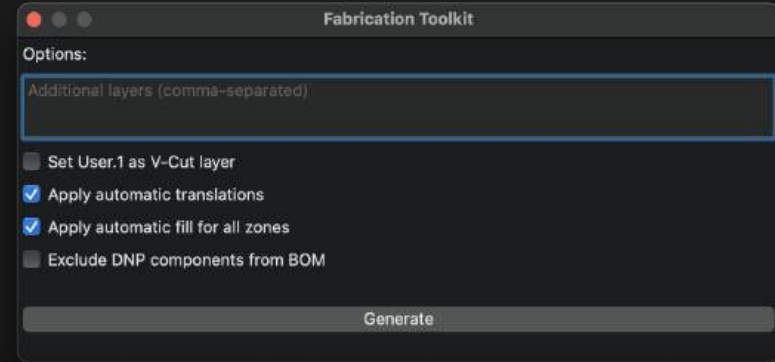 Fabrication Toolkit
Options:
Additional layers (comma-separated)
Set User.1 as V-Cut layer
Apply automatic translations
Apply automatic fill for all zones
Exclude DNP components from BOM
Generate